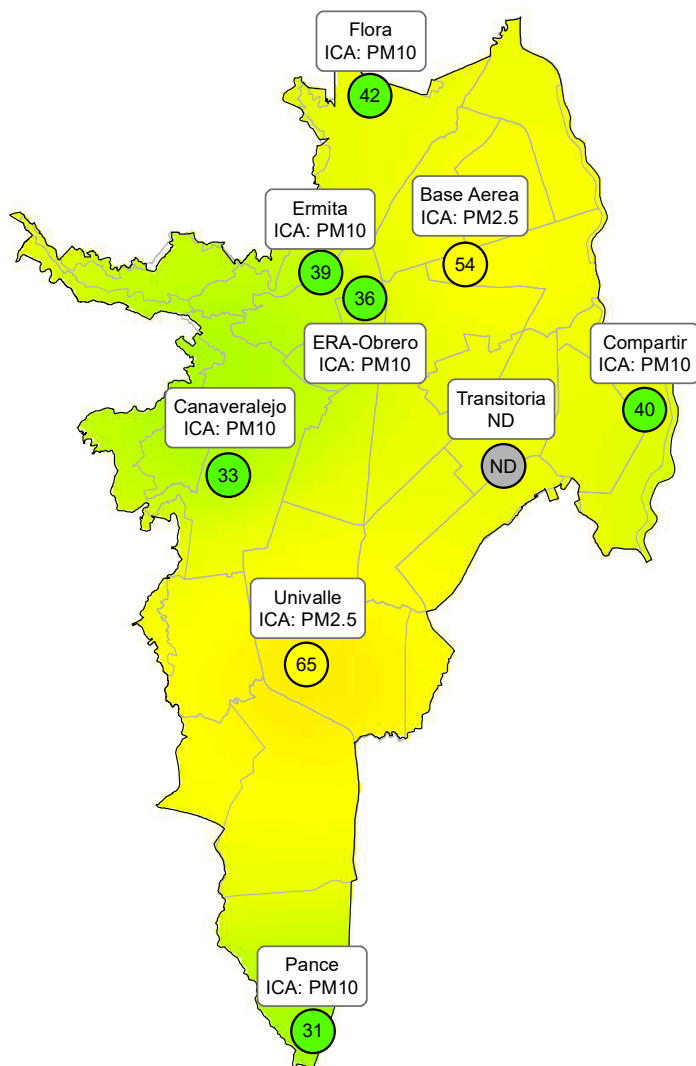 Flora
ICA: PM10
42
Ermita
ICA: PM10
39
Base Aerea
ICA: PM2.5
54
36
ERA-Obrero
ICA: PM10
Compartir
ICA: PM10
40
Canaveralejo
ICA: PM10
33
Transitoria
ND
ND
Univalle
ICA: PM2.5
65
Pance
ICA: PM10
31